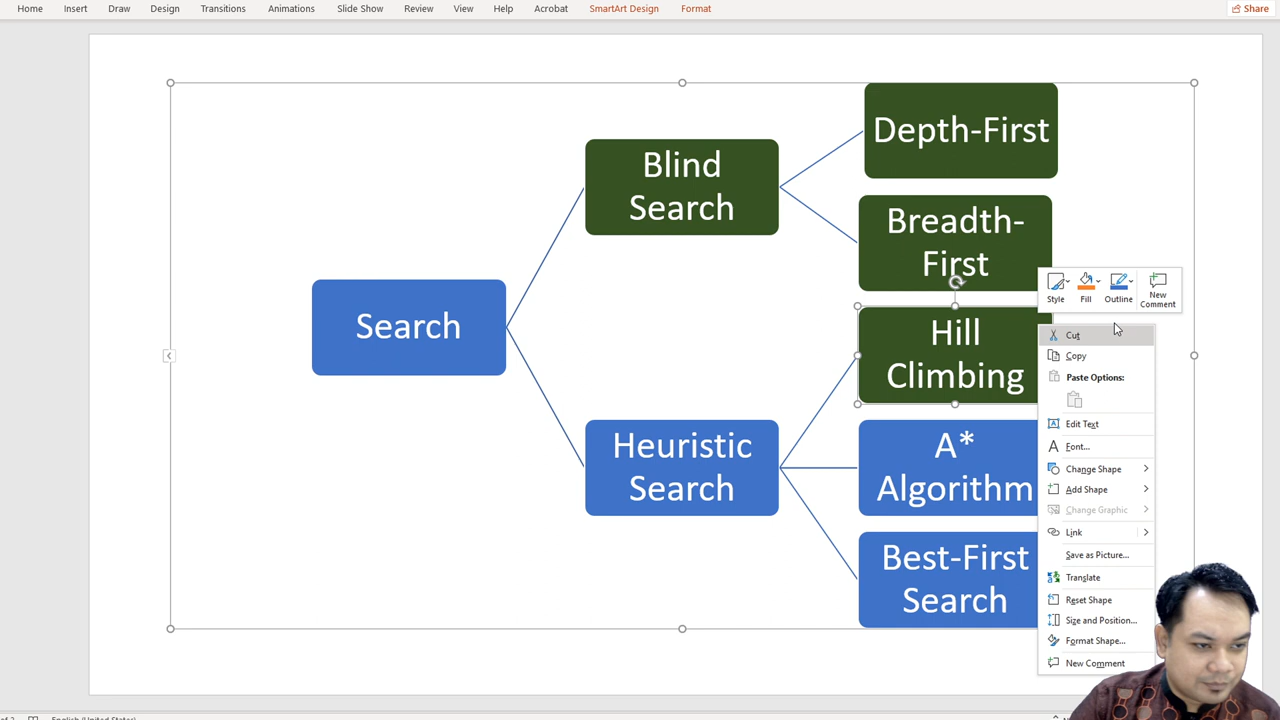 Home Insert Draw Design Transitions Animations Slide Show Review View Help Acrobat SmartArt Design Format Share
Depth-First
Blind
Search
Breadth-
First
Search
Hill
Climbing
Heuristic
Search
A*
Algorithm
Best-First
Search
Style Fill Outline New
Comment
Cut
Copy
Paste Options:
Edit Text
Font...
Change Shape
Add Shape
Change Graphic
Link
Save as Picture...
Translate
Reset Shape
Size and Position...
Format Shape...
New Comment
English (United States)